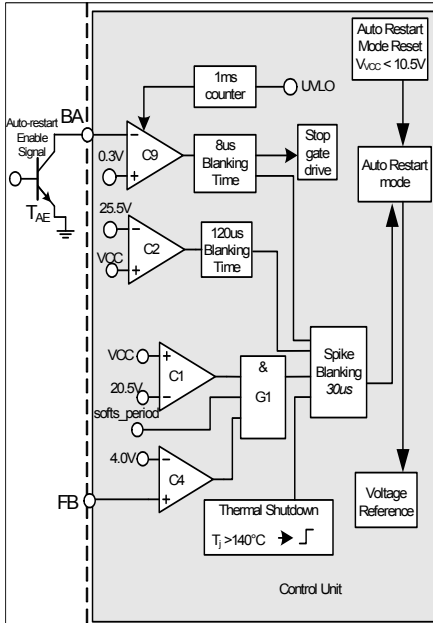 Auto Restart
Mode Reset
VVCC < 10.5V
1ms
counter
UVLO
BA
Auto-restart
Enable
Signal
TAE
0.3V
−
+
C9
8us
Blanking
Time
Stop
gate
drive
Auto Restart
mode
25.5V
−
VCC
+
C2
120us
Blanking
Time
VCC
+
C1
20.5V
−
softs_period
&
G1
Spike
Blanking
30us
4.0V
−
C4
FB
+
Thermal Shutdown
Tj >140°C
Voltage
Reference
Control Unit